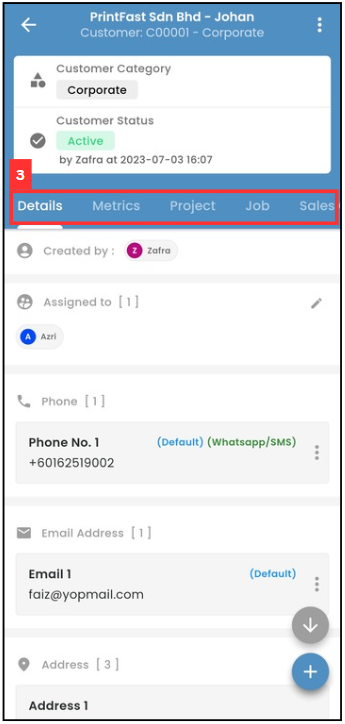 PrintFast Sdn Bhd - Johan
Customer: C00001 - Corporate
Customer Category
Corporate
Customer Status
Active
by Zafra at 2023-07-03 16:07
3
Details Metrics Project Job Sales
Created by : Z Zafra
Assigned to [ 1 ]
A Azri
Phone [ 1 ]
Phone No. 1 (Default) (Whatsapp/SMS)
+60162519002
Email Address [ 1 ]
Email 1 (Default)
faiz@yopmail.com
Address [ 3 ]
Address 1